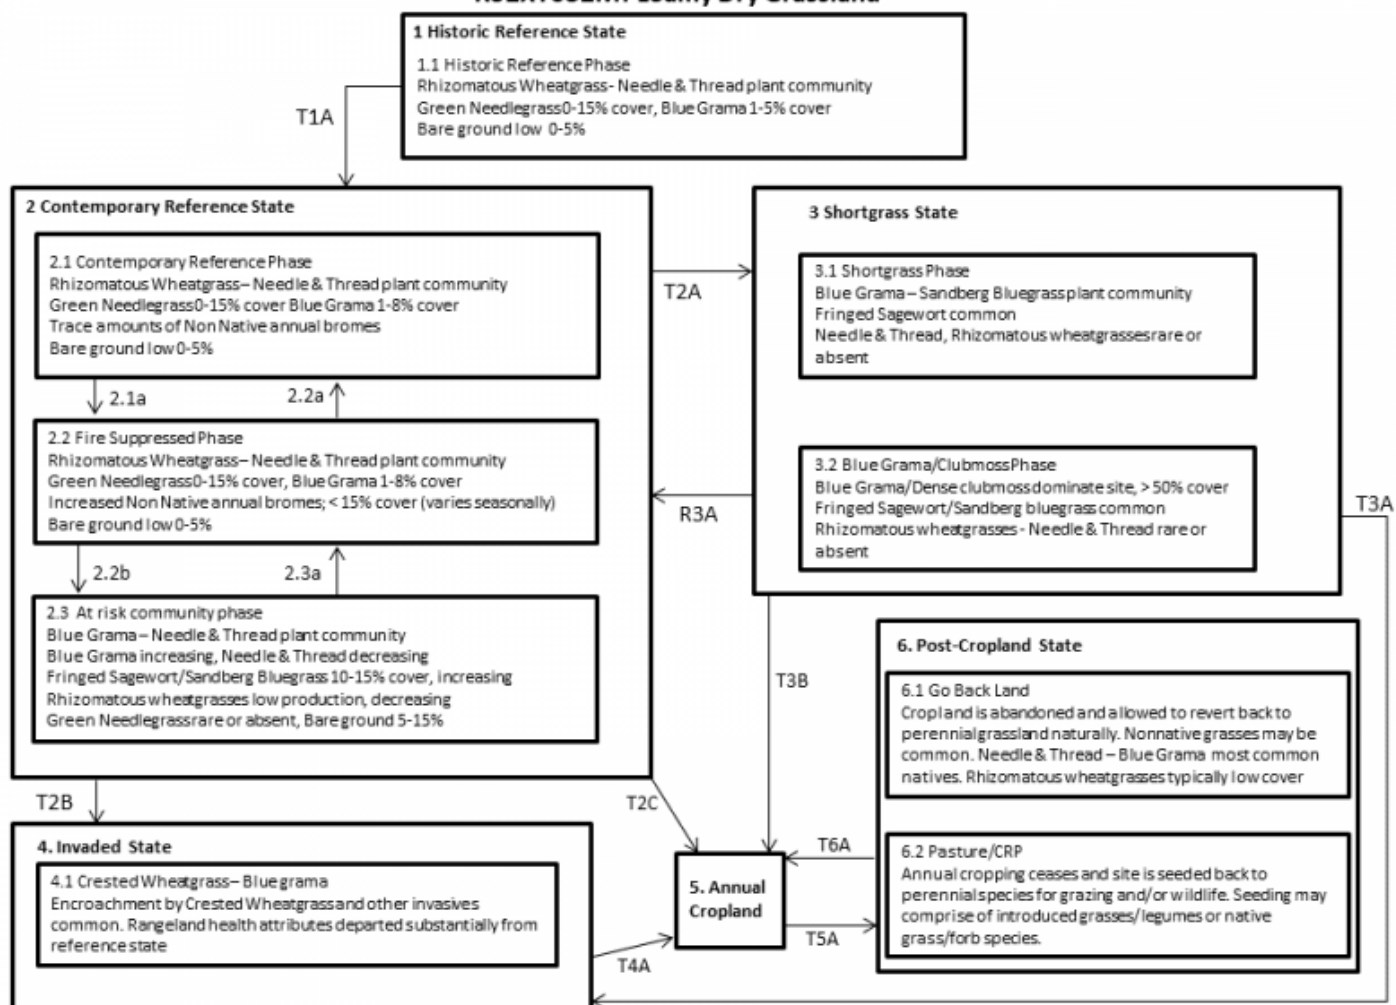 Loamy Dry Grassland
1 Historic Reference State
1.1 Historic Reference Phase
Rhizomatous Wheatgrass- Needle & Thread plant community
Green Needlegrass0-15% cover, Blue Grama 1-5% cover
Bare ground low 0-5%
T1A
2 Contemporary Reference State
2.1 Contemporary Reference Phase
Rhizomatous Wheatgrass– Needle & Thread plant community
Green Needlegrass0-15% cover Blue Grama 1-8% cover
Trace amounts of Non Native annual bromes
Bare ground low 0-5%
2.1a
2.2a
2.2 Fire Suppressed Phase
Rhizomatous Wheatgrass– Needle & Thread plant community
Green Needlegrass0-15% cover, Blue Grama 1-8% cover
Increased Non Native annual bromes; < 15% cover (varies seasonally)
Bare ground low 0-5%
2.2b
2.3a
2.3 At risk community phase
Blue Grama – Needle & Thread plant community
Blue Grama increasing, Needle & Thread decreasing
Fringed Sagewort/Sandberg Bluegrass 10-15% cover, increasing
Rhizomatous wheatgrasses low production, decreasing
Green Needlegrass rare or absent, Bare ground 5-15%
T2A
R3A
3 Shortgrass State
3.1 Shortgrass Phase
Blue Grama – Sandberg Bluegrass plant community
Fringed Sagewort common
Needle & Thread, Rhizomatous wheatgrasses rare or
absent
3.2 Blue Grama/Clubmoss Phase
Blue Grama/Dense clubmoss dominate site, > 50% cover
Fringed Sagewort/Sandberg bluegrass common
Rhizomatous wheatgrasses - Needle & Thread rare or
absent
T3A
T3B
T2B
T2C
4. Invaded State
4.1 Crested Wheatgrass– Blue grama
Encroachment by Crested Wheatgrass and other invasives
common. Rangeland health attributes departed substantially from
reference state
T4A
5. Annual
Cropland
T6A
T5A
6. Post-Cropland State
6.1 Go Back Land
Cropland is abandoned and allowed to revert back to
perennial grassland naturally. Nonnative grasses may be
common. Needle & Thread – Blue Grama most common
natives. Rhizomatous wheatgrasses typically low cover
6.2 Pasture/CRP
Annual cropping ceases and site is seeded back to
perennial species for grazing and/or wildlife. Seeding may
comprise of introduced grasses/legumes or native
grass/forb species.